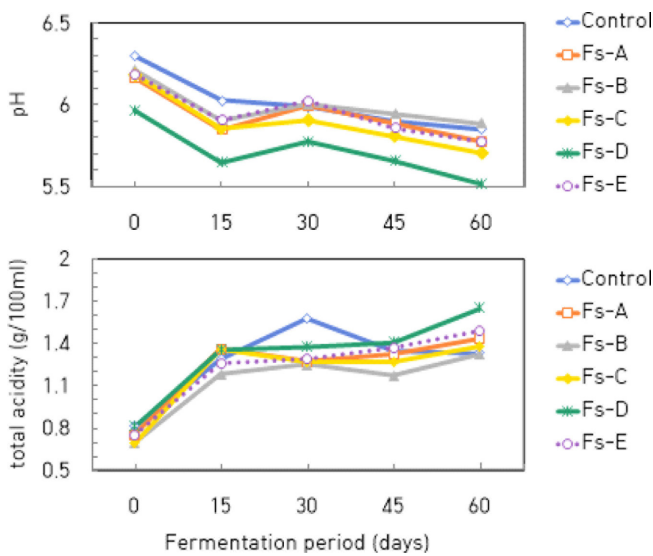 6.5
6
5.5
pH
0 15 30 45 60
Control
Fs-A
Fs-B
Fs-C
Fs-D
Fs-E
2
1.7
1.4
1.1
0.8
0.5
total acidity (g/100ml)
0 15 30 45 60
Fermentation period (days)
Control
Fs-A
Fs-B
Fs-C
Fs-D
Fs-E